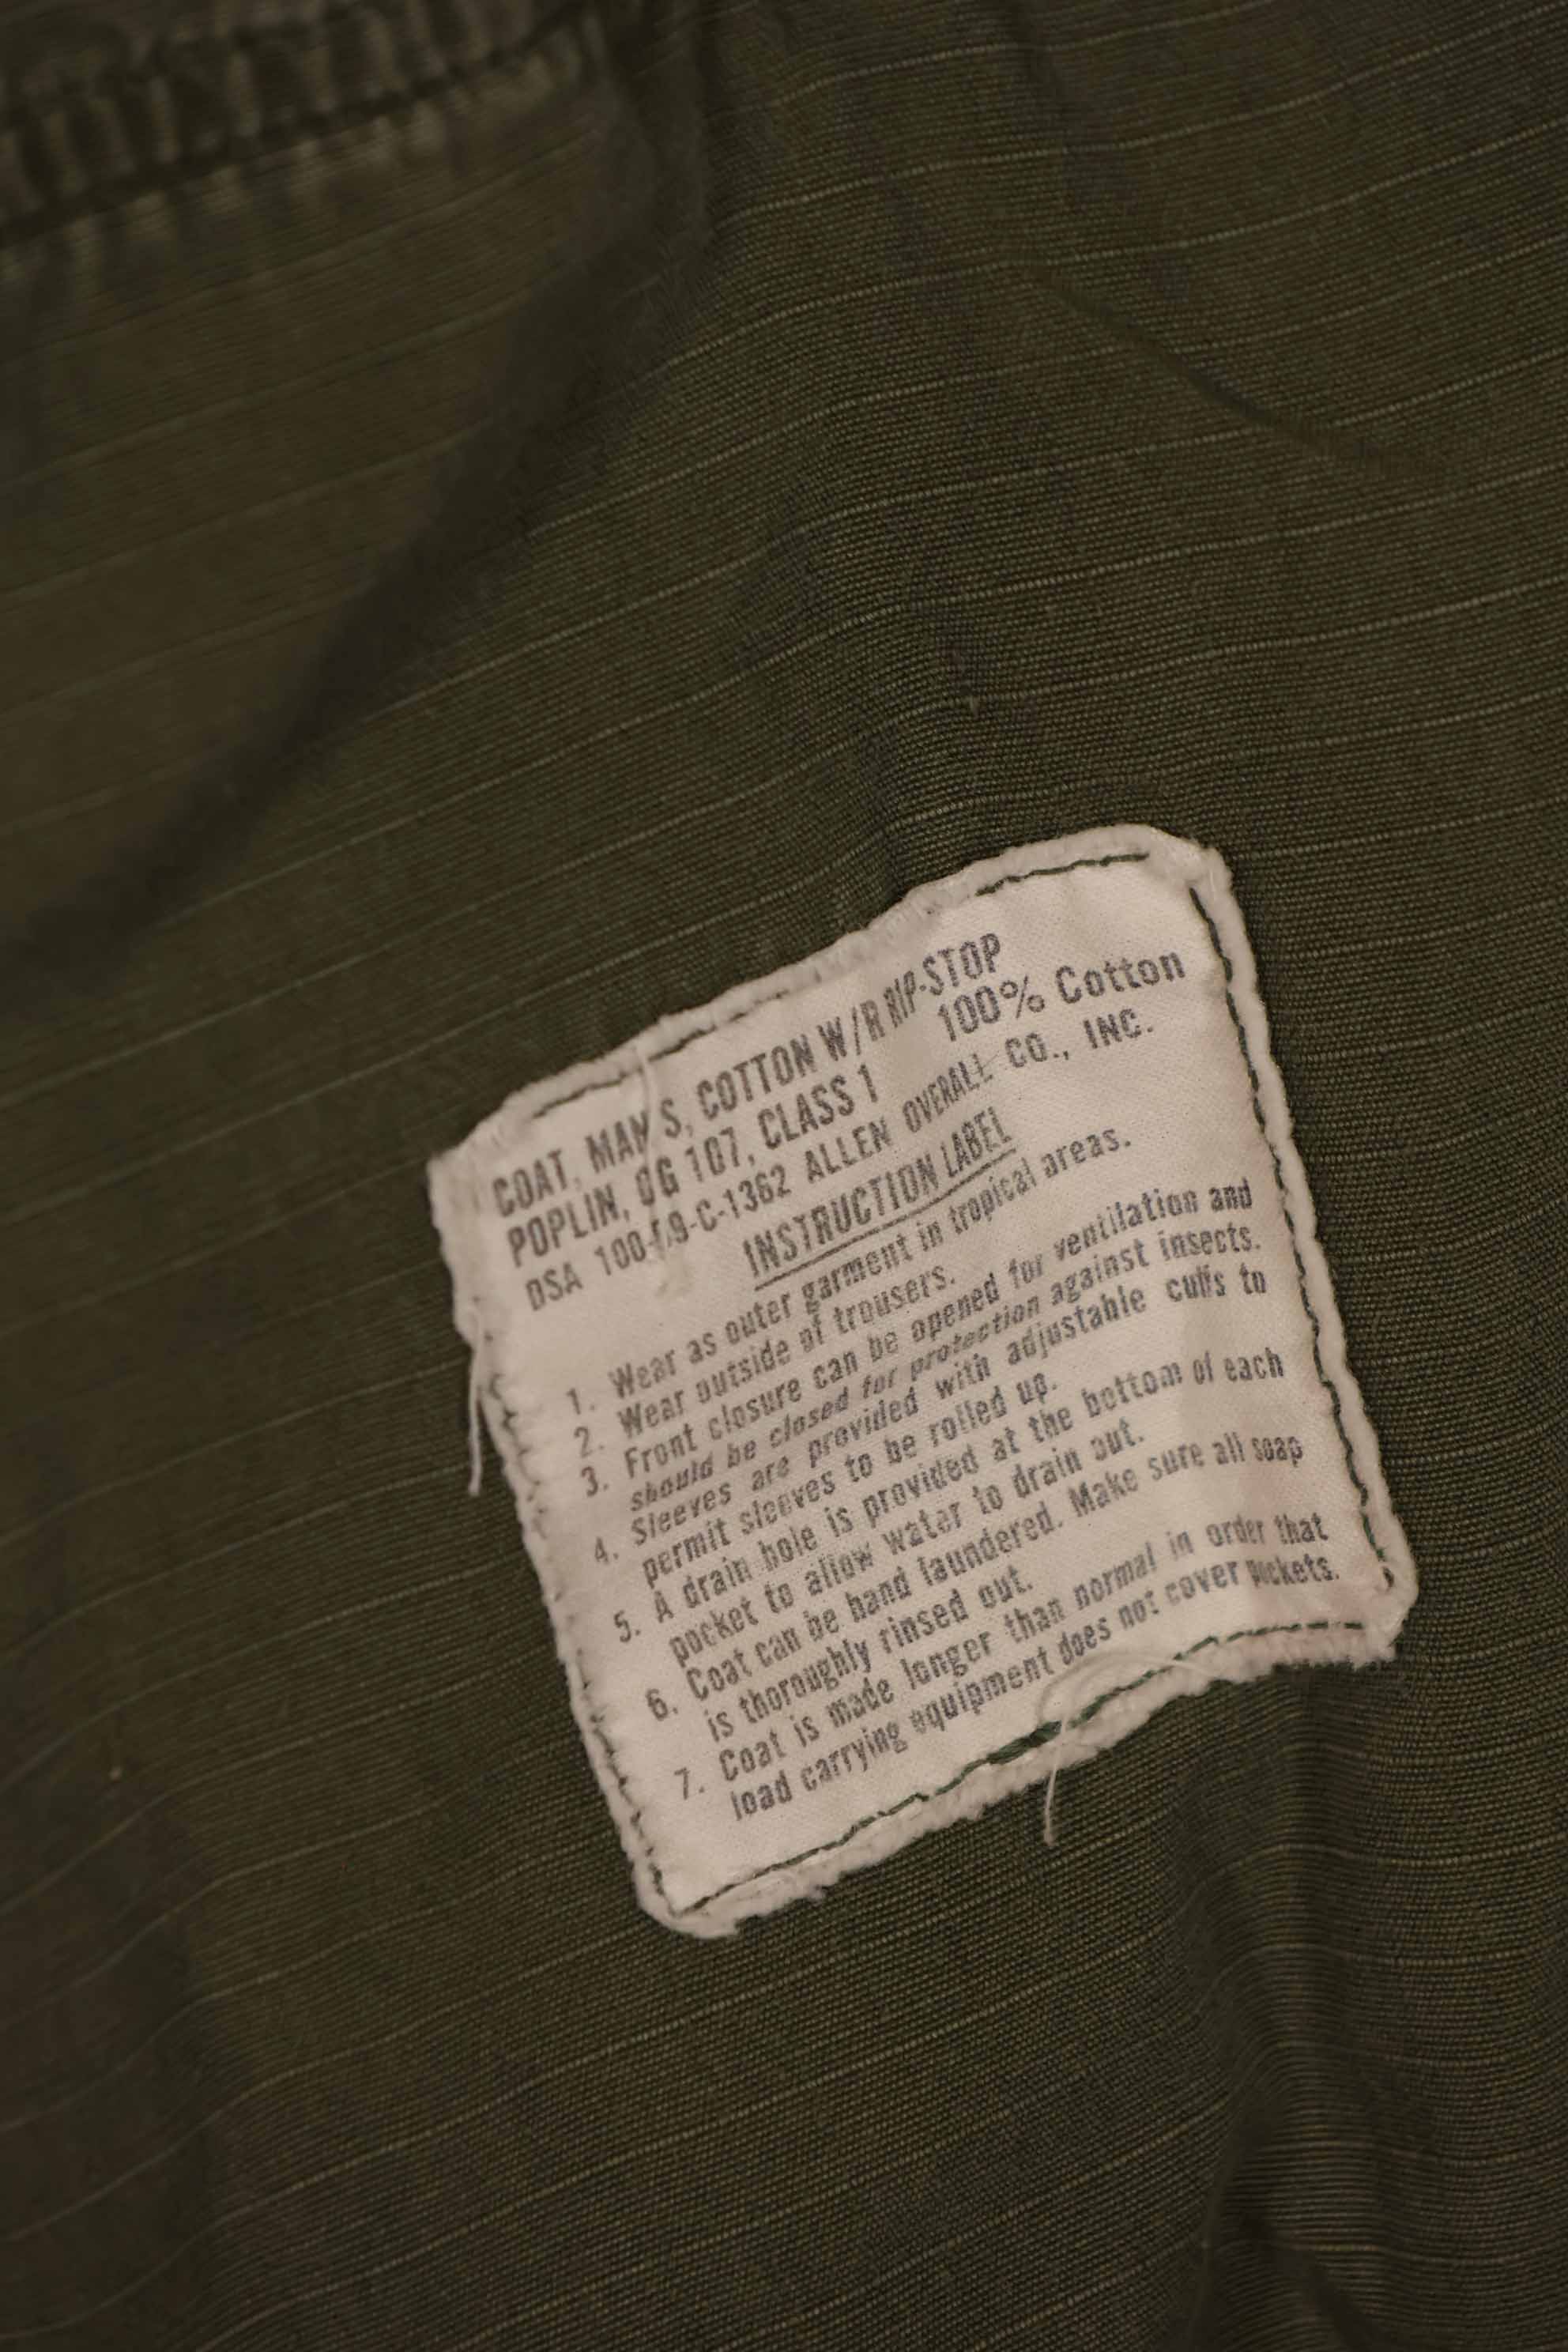 COAT, MAN'S, COTTON W/R RIP-STOP
POPLIN, OG 107, CLASS 1 100% Cotton
DSA 100-69-C-1362 ALLEN OVERALL CO., INC.
INSTRUCTION LABEL
1. Wear as outer garment in tropical areas.
2. Wear outside of trousers.
3. Front closure can be opened for ventilation and
should be closed for protection against insects.
4. Sleeves are provided with adjustable cuffs to
permit sleeves to be rolled up.
5. A drain hole is provided at the bottom of each
pocket to allow water to drain out.
6. Coat can be hand laundered. Make sure all soap
is thoroughly rinsed out.
7. Coat is made longer than normal in order that
load carrying equipment does not cover pockets.